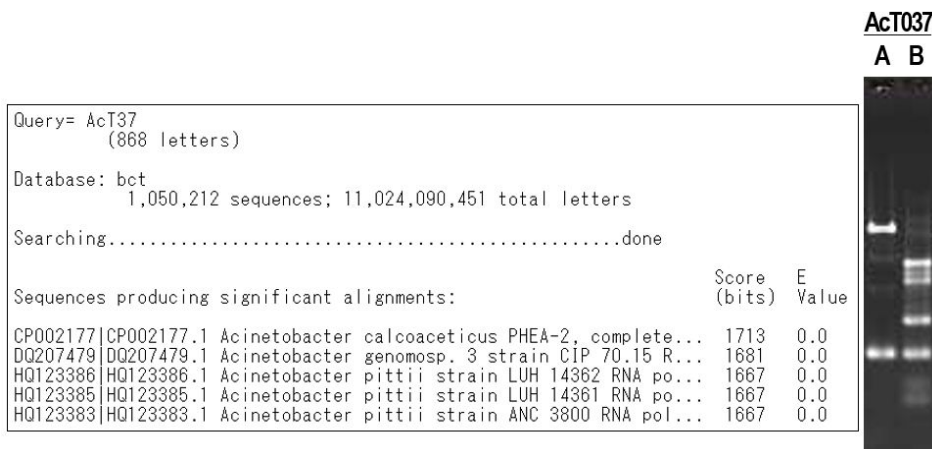 AcT037
A B
Query= AcT37
(868 letters)
Database: bct
1,050,212 sequences; 11,024,090,451 total letters
Searching..................................................done
Score E
Sequences producing significant alignments: (bits) Value
CP002177|CP002177.1 Acinetobacter calcoaceticus PHEA-2, complete... 1713 0.0
DQ207479|DQ207479.1 Acinetobacter genomosp. 3 strain CIP 70.15 R... 1681 0.0
HQ123386|HQ123386.1 Acinetobacter pittii strain LUH 14362 RNA po... 1667 0.0
HQ123385|HQ123385.1 Acinetobacter pittii strain LUH 14361 RNA po... 1667 0.0
HQ123383|HQ123383.1 Acinetobacter pittii strain ANC 3800 RNA pol... 1667 0.0